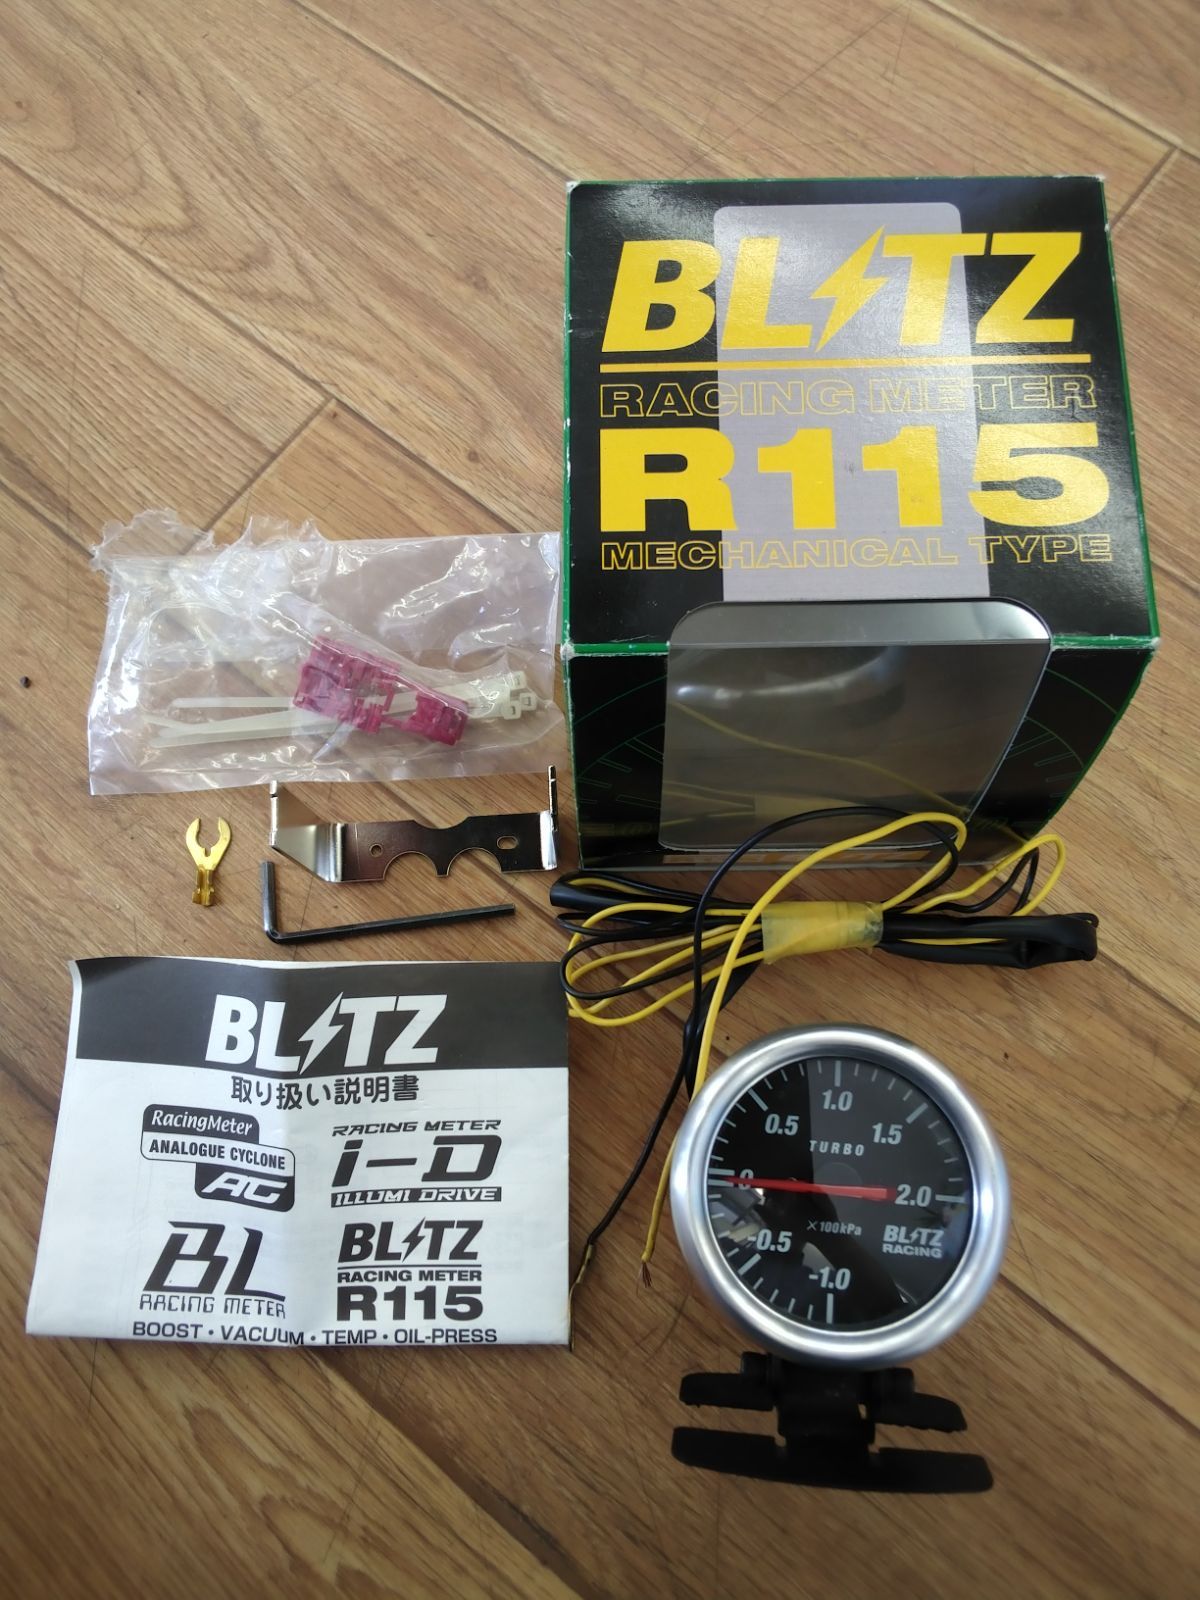 BLITZ
RACING METER
R115
MECHANICAL TYPE
BLITZ
取り扱い説明書
RacingMeter
ANALOGUE CYCLONE
AC
RACING METER
i-D
ILLUMI DRIVE
BL
RACING METER
BLITZ
RACING METER
R115
BOOST・VACUUM・TEMP・OIL-PRESS
1.0
0.5
1.5
TURBO
0
2.0
×100kPa
-0.5
BLITZ
RACING
-1.0